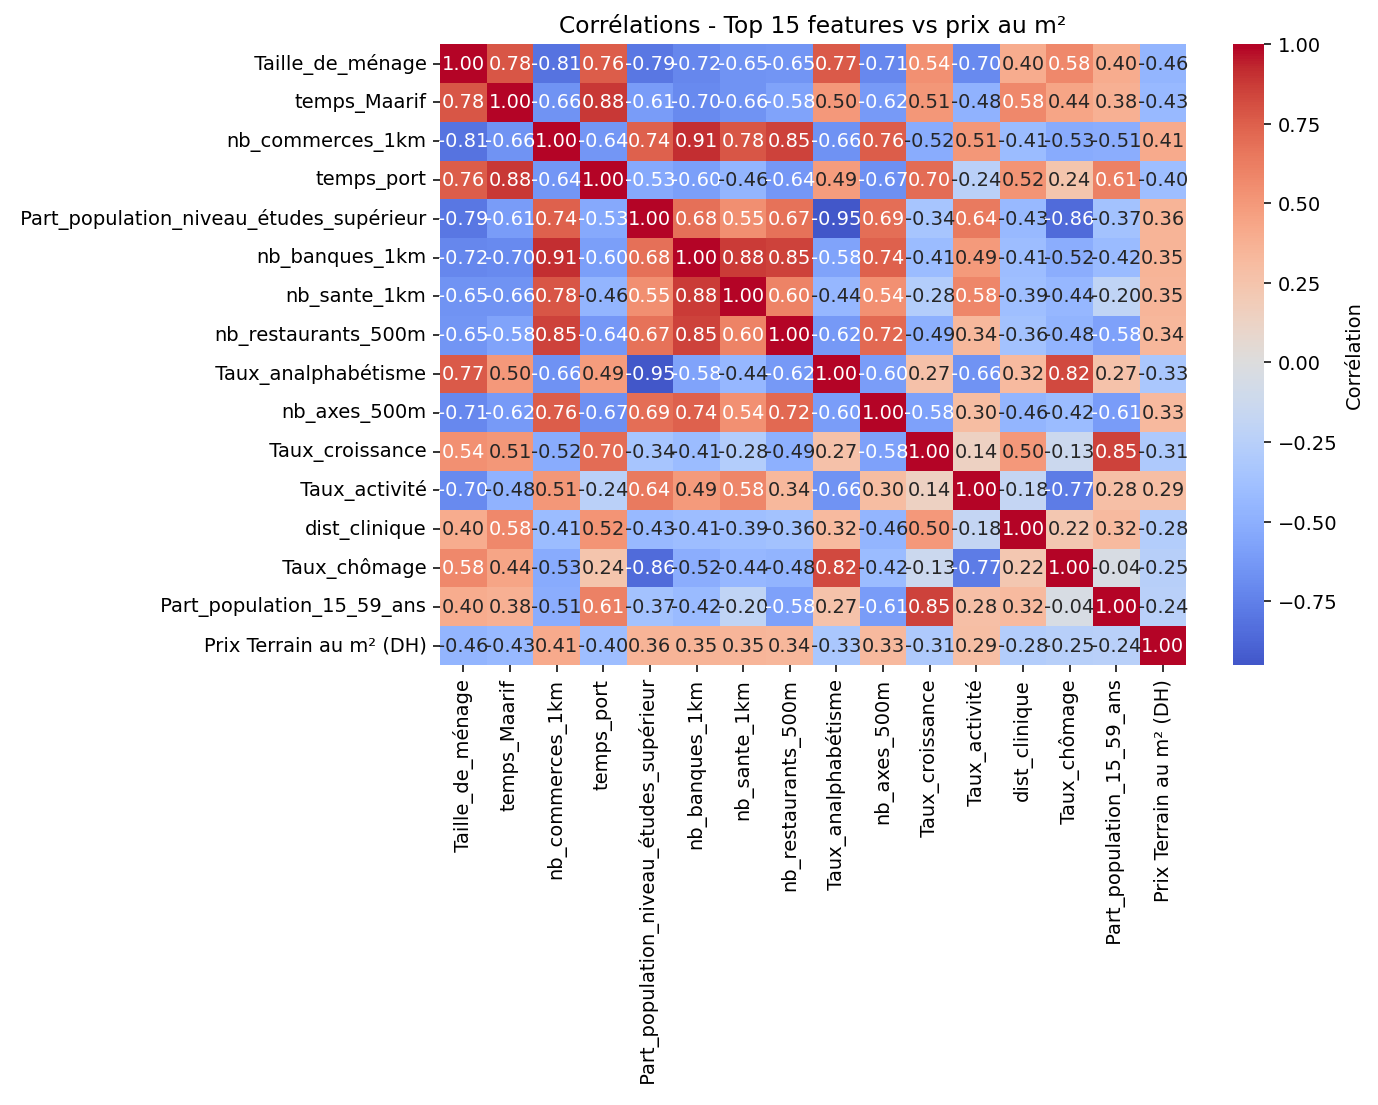 Corrélations - Top 15 features vs prix au m²
Taille_de_ménage 1.00 0.78 -0.81 0.76 -0.79 -0.72 -0.65 -0.65 0.77 -0.71 0.54 -0.70 0.40 0.58 0.40 -0.46
temps_Maarif 0.78 1.00 -0.66 0.88 -0.61 -0.70 -0.66 -0.58 0.50 -0.62 0.51 -0.48 0.58 0.44 0.38 -0.43
nb_commerces_1km -0.81 -0.66 1.00 -0.64 0.74 0.91 0.78 0.85 -0.66 0.76 -0.52 0.51 -0.41 -0.53 -0.51 0.41
temps_port 0.76 0.88 -0.64 1.00 -0.53 -0.60 -0.46 -0.64 0.49 -0.67 0.70 -0.24 0.52 0.24 0.61 -0.40
Part_population_niveau_études_supérieur -0.79 -0.61 0.74 -0.53 1.00 0.68 0.55 0.67 -0.95 0.69 -0.34 0.64 -0.43 -0.86 -0.37 0.36
nb_banques_1km -0.72 -0.70 0.91 -0.60 0.68 1.00 0.88 0.85 -0.58 0.74 -0.41 0.49 -0.41 -0.52 -0.42 0.35
nb_sante_1km -0.65 -0.66 0.78 -0.46 0.55 0.88 1.00 0.60 -0.44 0.54 -0.28 0.58 -0.39 -0.44 -0.20 0.35
nb_restaurants_500m -0.65 -0.58 0.85 -0.64 0.67 0.85 0.60 1.00 -0.62 0.72 -0.49 0.34 -0.36 -0.48 -0.58 0.34
Taux_analphabétisme 0.77 0.50 -0.66 0.49 -0.95 -0.58 -0.44 -0.62 1.00 -0.60 0.27 -0.66 0.32 0.82 0.27 -0.33
nb_axes_500m -0.71 -0.62 0.76 -0.67 0.69 0.74 0.54 0.72 -0.60 1.00 -0.58 0.30 -0.46 -0.42 -0.61 0.33
Taux_croissance 0.54 0.51 -0.52 0.70 -0.34 -0.41 -0.28 -0.49 0.27 -0.58 1.00 0.14 0.50 -0.13 0.85 -0.31
Taux_activité -0.70 -0.48 0.51 -0.24 0.64 0.49 0.58 0.34 -0.66 0.30 0.14 1.00 -0.18 -0.77 0.28 0.29
dist_clinique 0.40 0.58 -0.41 0.52 -0.43 -0.41 -0.39 -0.36 0.32 -0.46 0.50 -0.18 1.00 0.22 0.32 -0.28
Taux_chômage 0.58 0.44 -0.53 0.24 -0.86 -0.52 -0.44 -0.48 0.82 -0.42 -0.13 -0.77 0.22 1.00 -0.04 -0.25
Part_population_15_59_ans 0.40 0.38 -0.51 0.61 -0.37 -0.42 -0.20 -0.58 0.27 -0.61 0.85 0.28 0.32 -0.04 1.00 -0.24
Prix Terrain au m² (DH) -0.46 -0.43 0.41 -0.40 0.36 0.35 0.35 0.34 -0.33 0.33 -0.31 0.29 -0.28 -0.25 -0.24 1.00
Taille_de_ménage
temps_Maarif
nb_commerces_1km
temps_port
Part_population_niveau_études_supérieur
nb_banques_1km
nb_sante_1km
nb_restaurants_500m
Taux_analphabétisme
nb_axes_500m
Taux_croissance
Taux_activité
dist_clinique
Taux_chômage
Part_population_15_59_ans
Prix Terrain au m² (DH)
1.00
0.75
0.50
0.25
0.00
−0.25
−0.50
−0.75
Corrélation